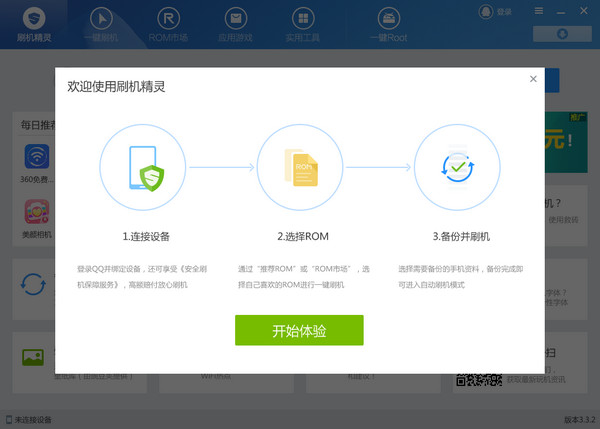 刷机精灵
一键刷机
ROM市场
应用游戏
实用工具
一键Root
登录
欢迎使用刷机精灵
每日推荐
推广
元!
360免费...
美颜相机
机?
使用教转
ROM
1.连接设备
2.选择ROM
3.备份并刷机
登录QQ并绑定设备，还可享受《安全刷
机保障服务》，高额赔付放心刷机
通过“推荐ROM”或“ROM市场”，选
择自己喜欢的ROM进行一键刷机
选择需要备份的手机资料，备份完成即
可进入自动刷机模式
字体?
性字体
开始体验
扫
获取最新玩机资讯
未连接设备
版本3.3.2